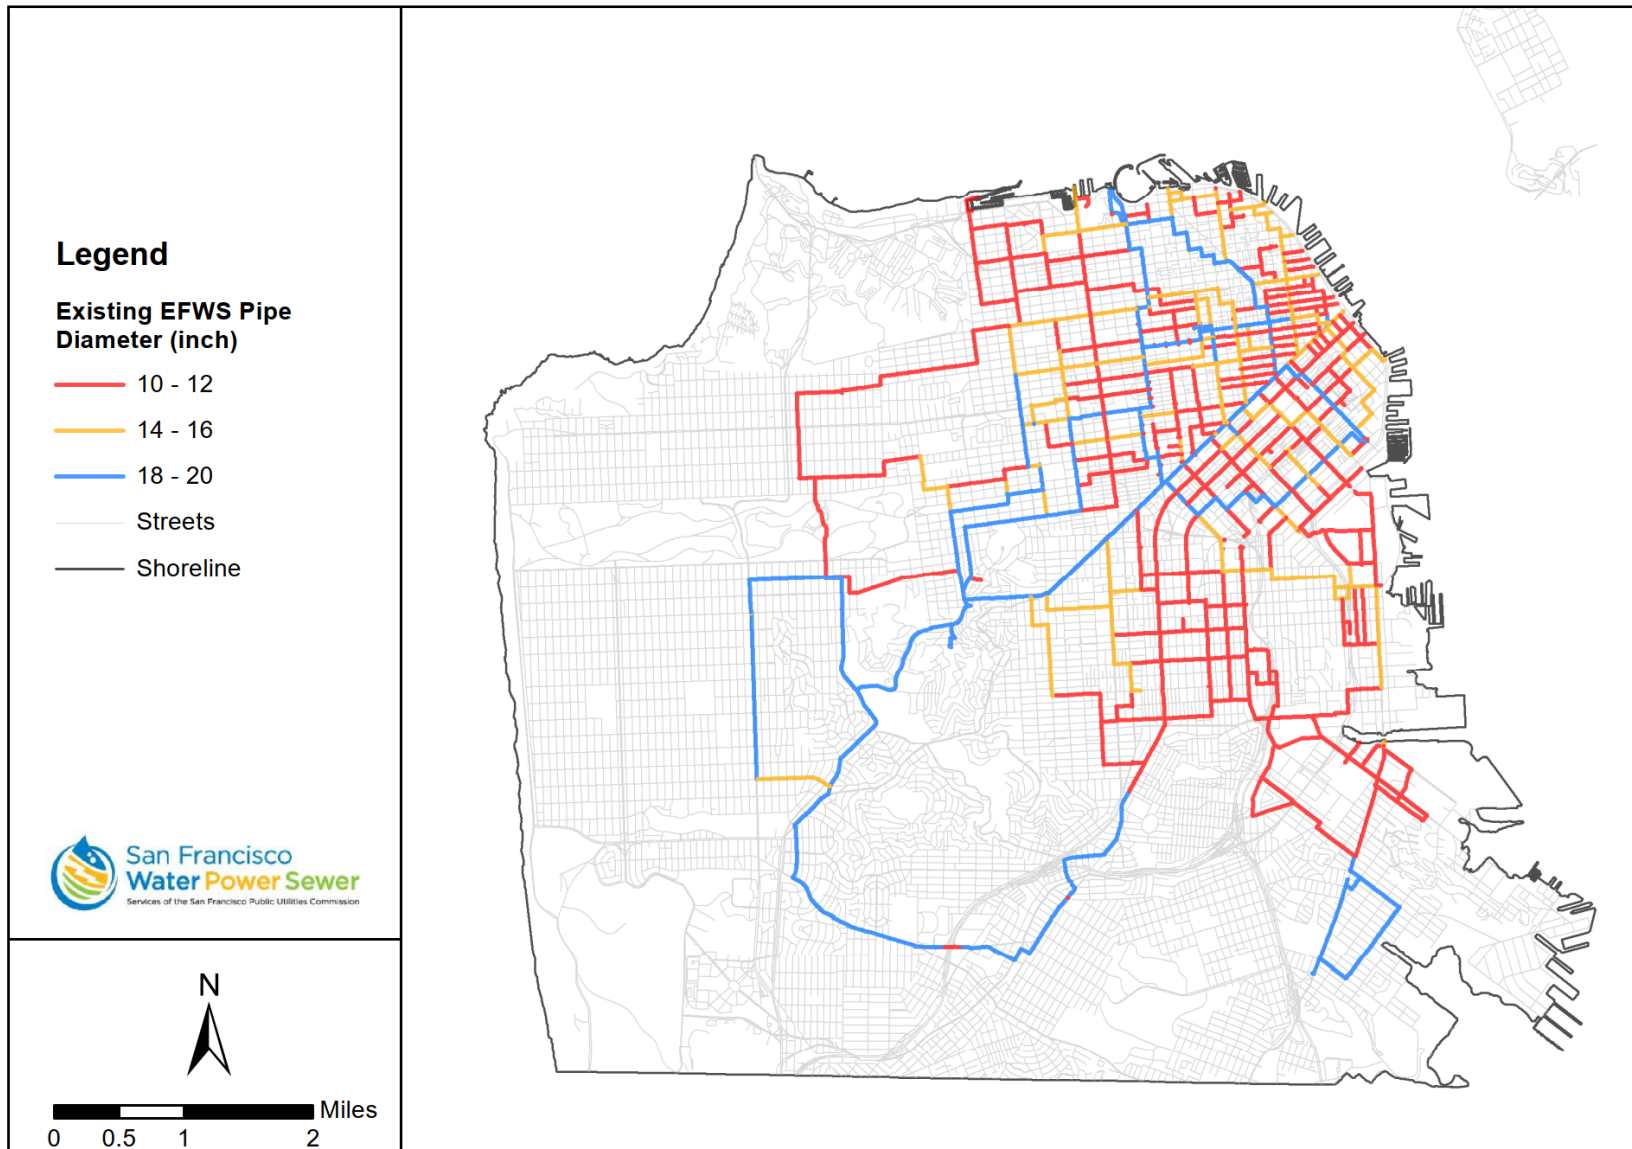 Legend
Existing EFWS Pipe
Diameter (inch)
10 - 12
14 - 16
18 - 20
Streets
Shoreline
San Francisco
Water Power Sewer
Services of the San Francisco Public Utilities Commission
N
Miles
0 0.5 1 2